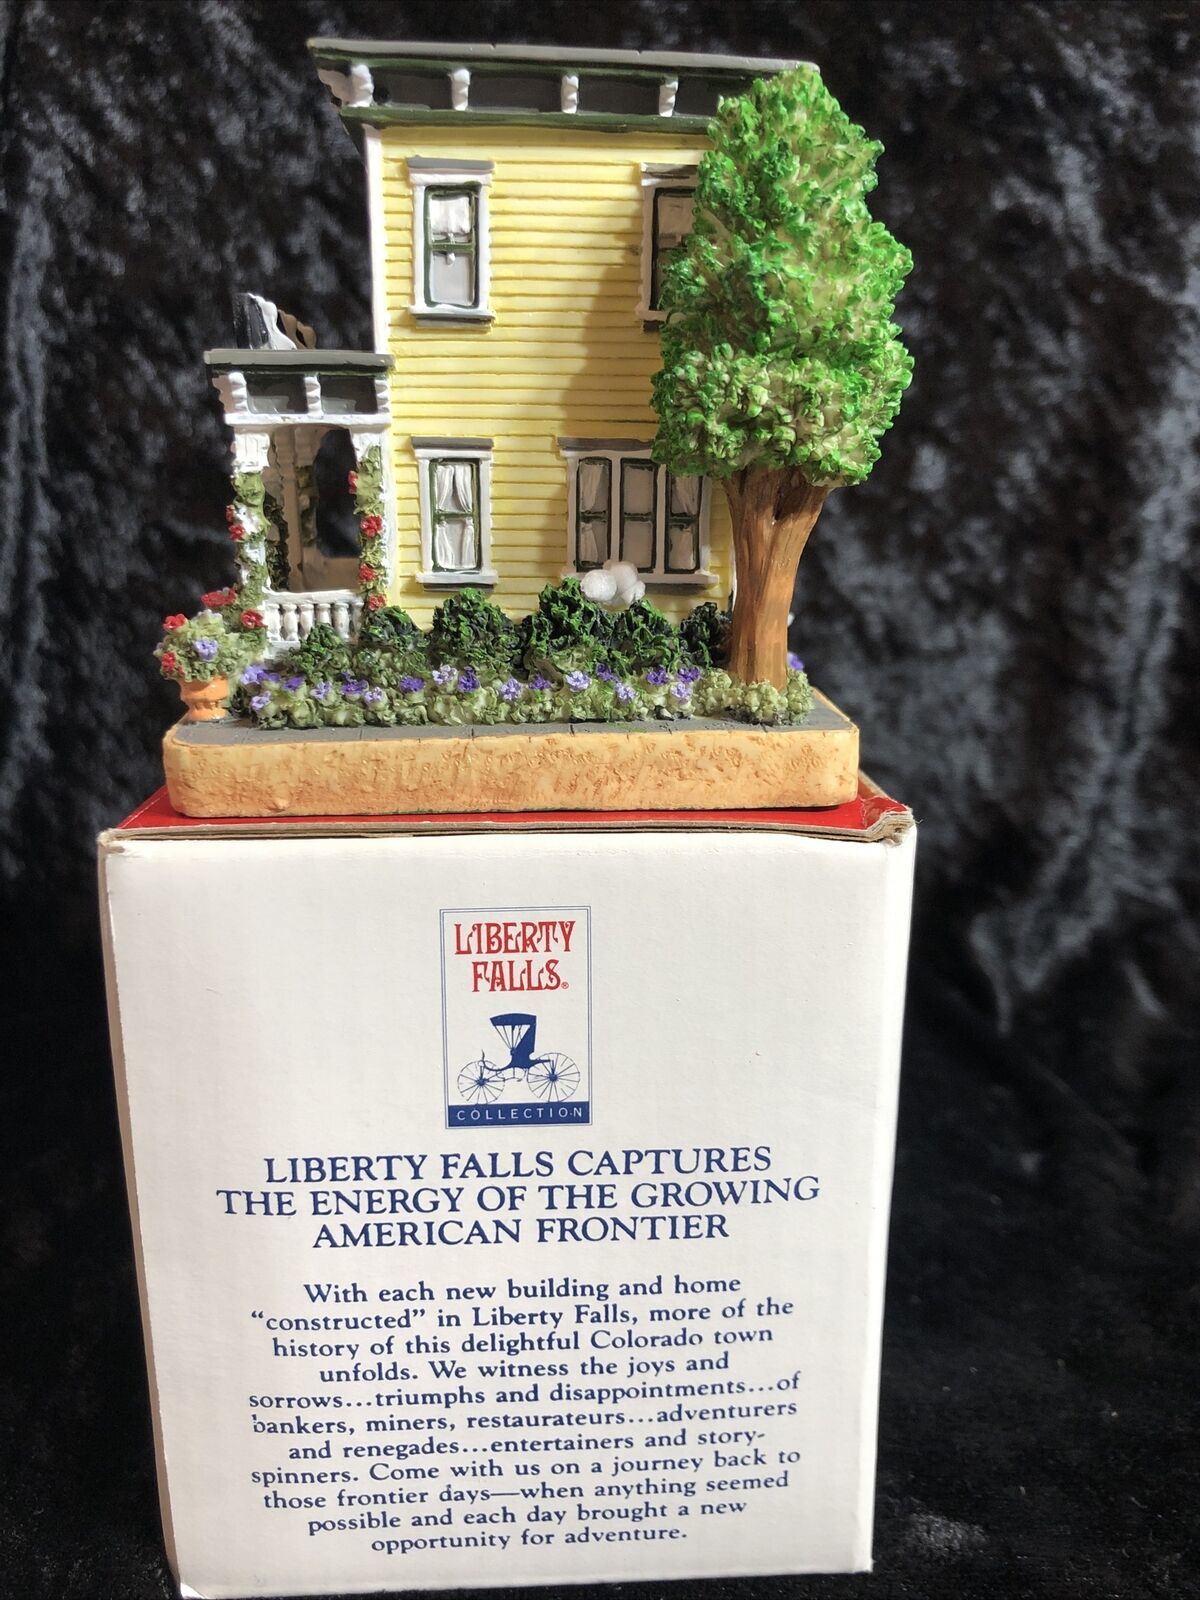 LIBERTY
FALLS®
COLLECTION
LIBERTY FALLS CAPTURES
THE ENERGY OF THE GROWING
AMERICAN FRONTIER
With each new building and home
“constructed” in Liberty Falls, more of the
history of this delightful Colorado town
unfolds. We witness the joys and
sorrows...triumphs and disappointments...of
bankers, miners, restaurateurs...adventurers
and renegades...entertainers and story-
spinners. Come with us on a journey back to
those frontier days—when anything seemed
possible and each day brought a new
opportunity for adventure.